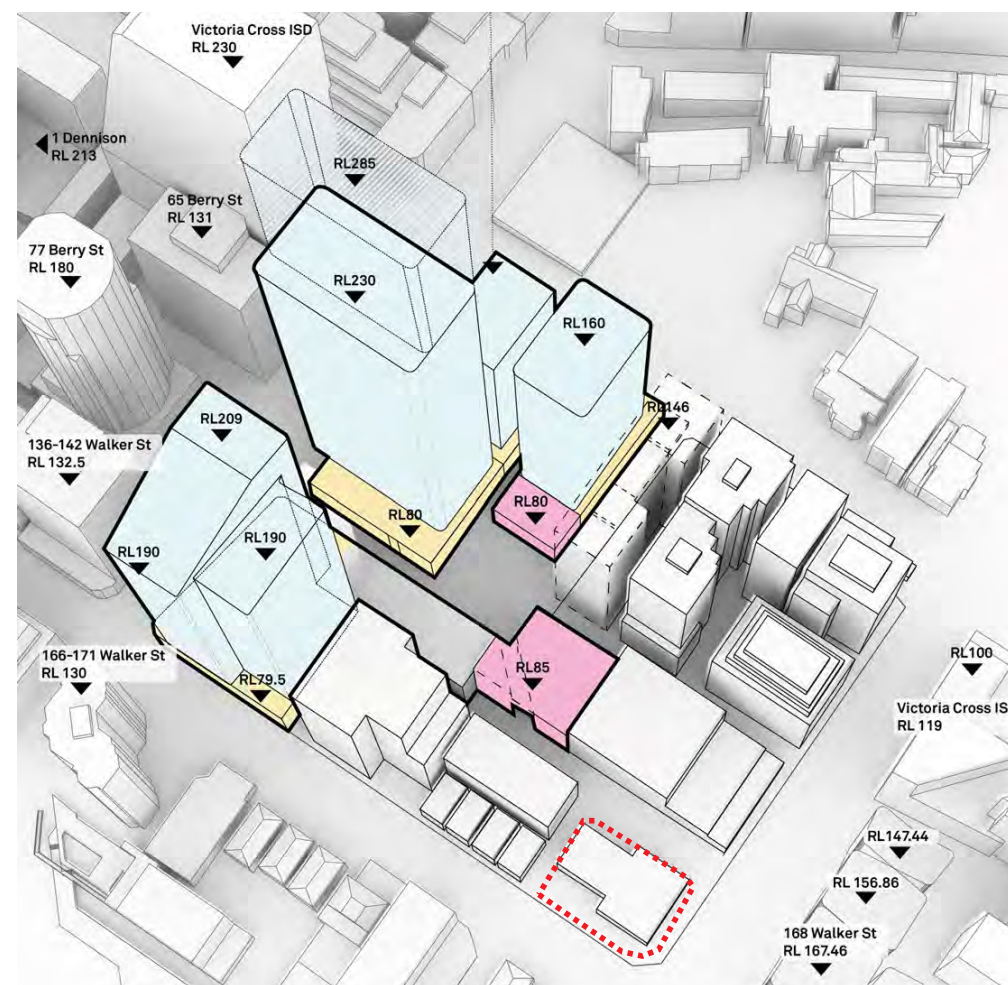 Victoria Cross ISD
RL 230
1 Dennison
RL 213
RL285
65 Berry St
RL 131
77 Berry St
RL 180
RL230
RL160
RL146
RL209
136-142 Walker St
RL 132.5
RL80
RL80
RL190
RL190
166-171 Walker St
RL 130
RL79.5
RL85
RL100
Victoria Cross IS
RL 119
RL147.44
RL 156.86
168 Walker St
RL 167.46